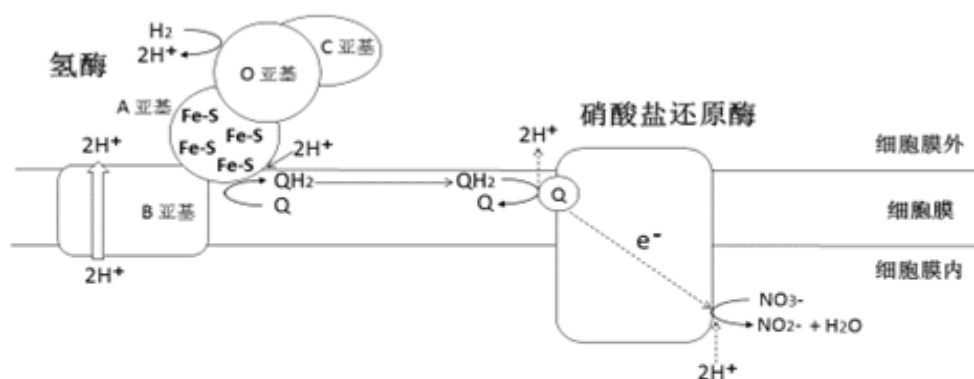 H₂
2H⁺
氢酶
C 亚基
O 亚基
A 亚基
Fe-S
Fe-S
Fe-S
Fe-S
2H⁺
2H⁺
QH₂
Q
B 亚基
2H⁺
硝酸盐还原酶
2H⁺
QH₂
Q
Q
e⁻
NO₃-
NO₂- + H₂O
2H⁺
细胞膜外
细胞膜
细胞膜内